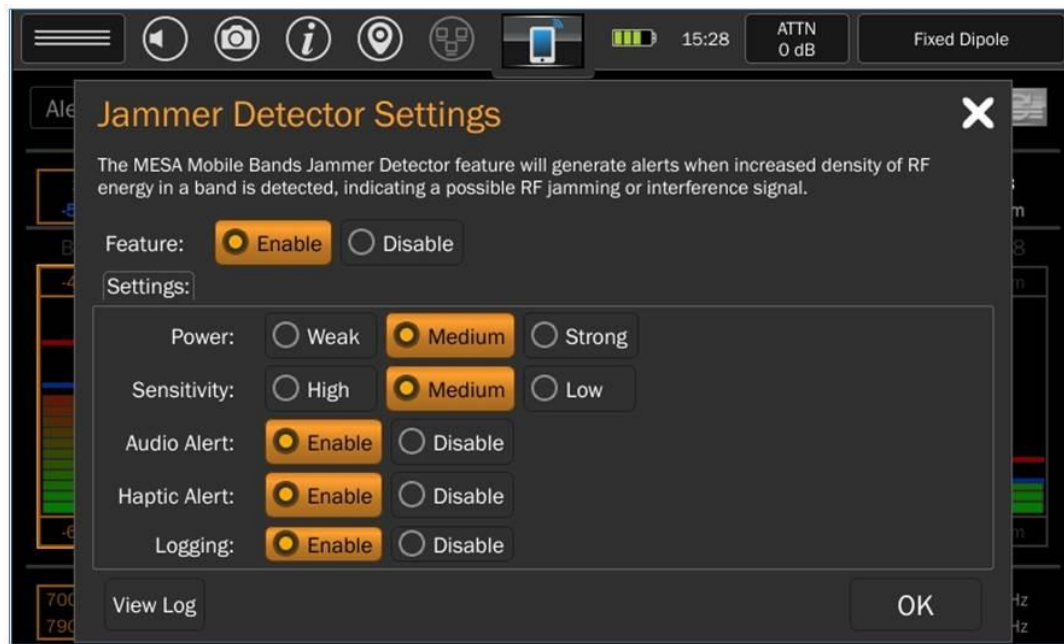 15:28
ATTN
0 dB
Fixed Dipole
Jammer Detector Settings
The MESA Mobile Bands Jammer Detector feature will generate alerts when increased density of RF
energy in a band is detected, indicating a possible RF jamming or interference signal.
Feature: Enable Disable
Settings:
Power: Weak Medium Strong
Sensitivity: High Medium Low
Audio Alert: Enable Disable
Haptic Alert: Enable Disable
Logging: Enable Disable
View Log
OK